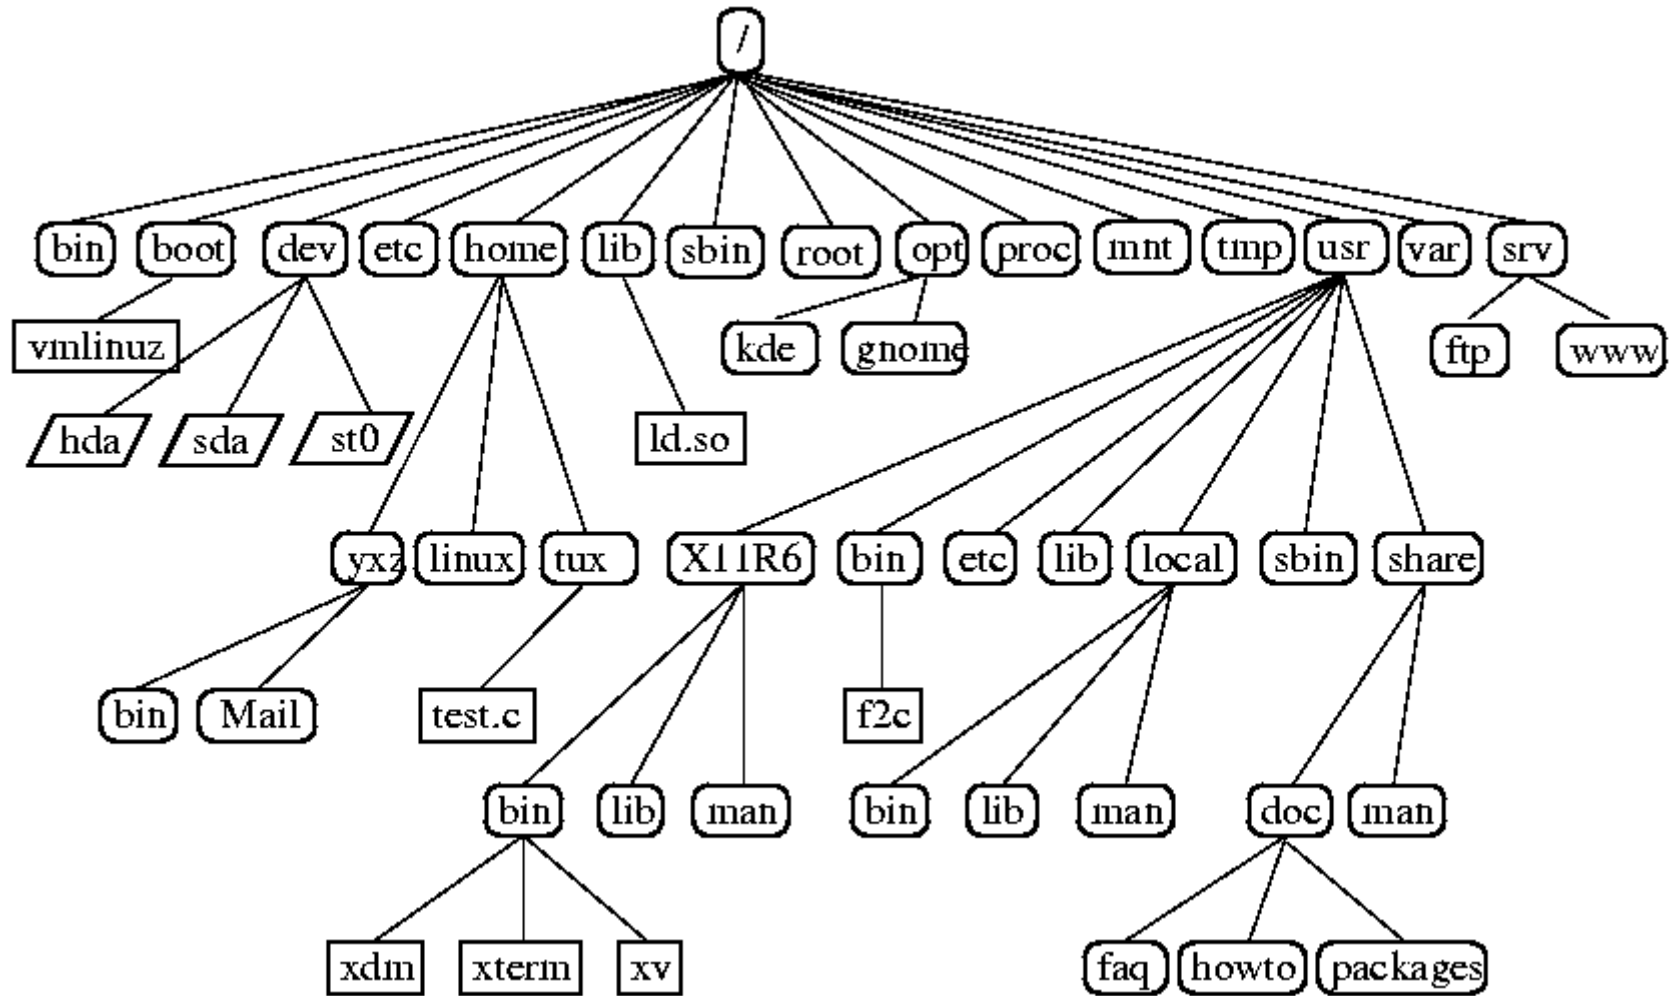 /
bin boot dev etc home lib sbin root opt proc mnt tmp usr var srv
vmlinuz kde gnome ftp www
hda sda st0 ld.so
yxz linux tux X11R6 bin etc lib local sbin share
bin Mail test.c f2c
bin lib man bin lib man doc man
xdm xterm xv faq howto packages